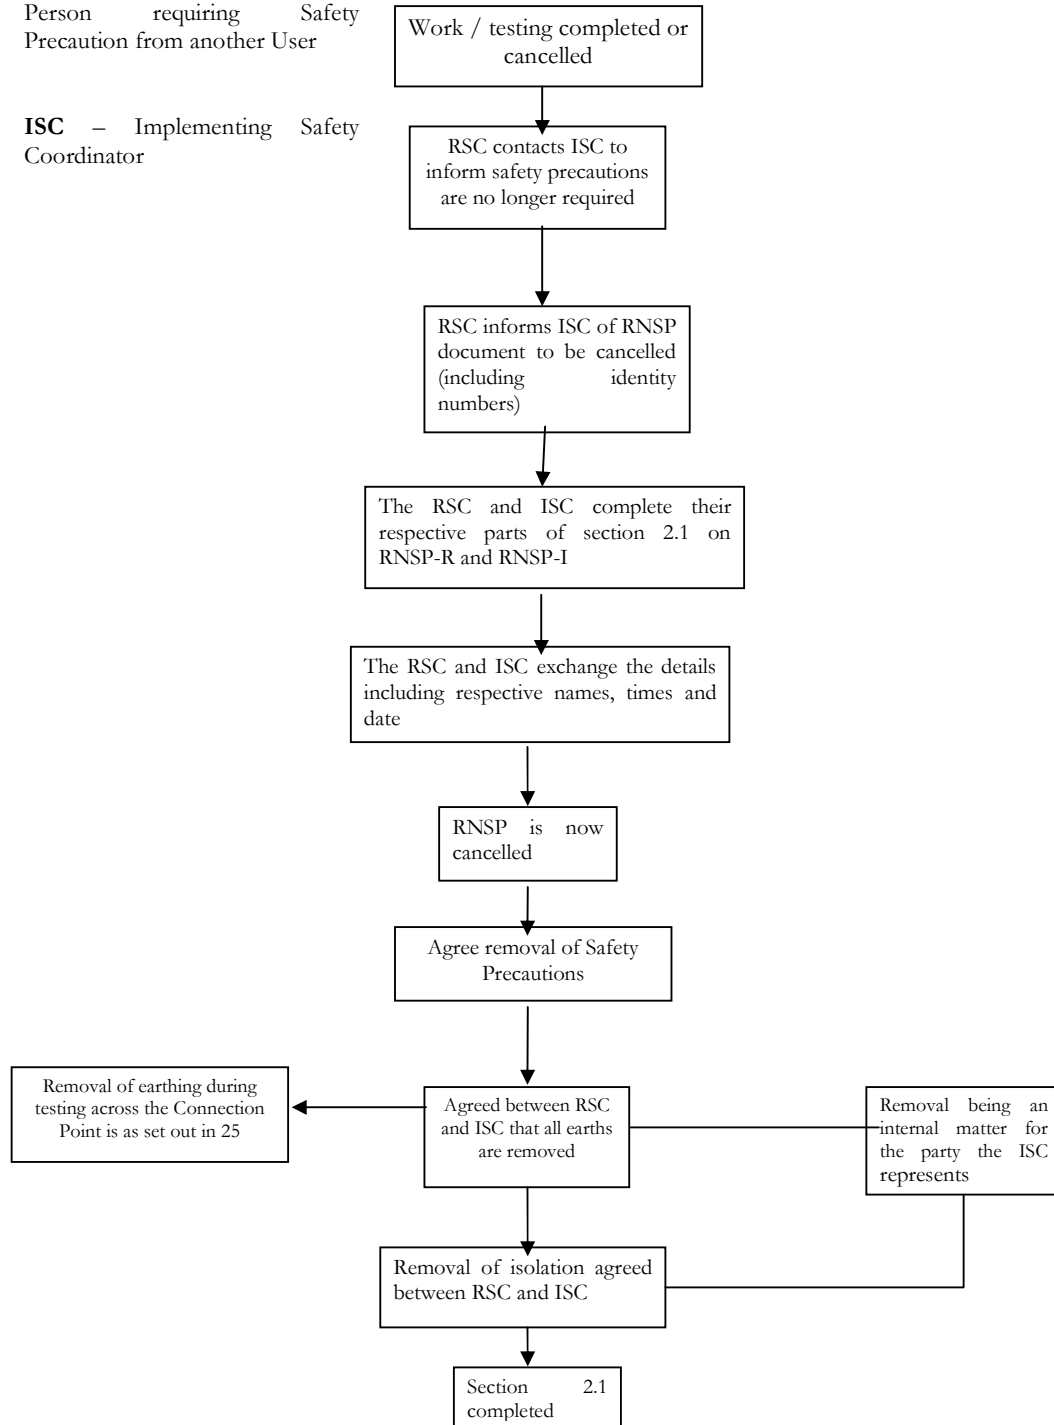 Person requiring Safety
Precaution from another User
ISC – Implementing Safety
Coordinator
Work / testing completed or
cancelled
RSC contacts ISC to
inform safety precautions
are no longer required
RSC informs ISC of RNSP
document to be cancelled
(including identity
numbers)
The RSC and ISC complete their
respective parts of section 2.1 on
RNSP-R and RNSP-I
The RSC and ISC exchange the details
including respective names, times and
date
RNSP is now
cancelled
Agree removal of Safety
Precautions
Removal of earthing during
testing across the Connection
Point is as set out in 25
Agreed between RSC
and ISC that all earths
are removed
Removal being an
internal matter for
the party the ISC
represents
Removal of isolation agreed
between RSC and ISC
Section 2.1
completed